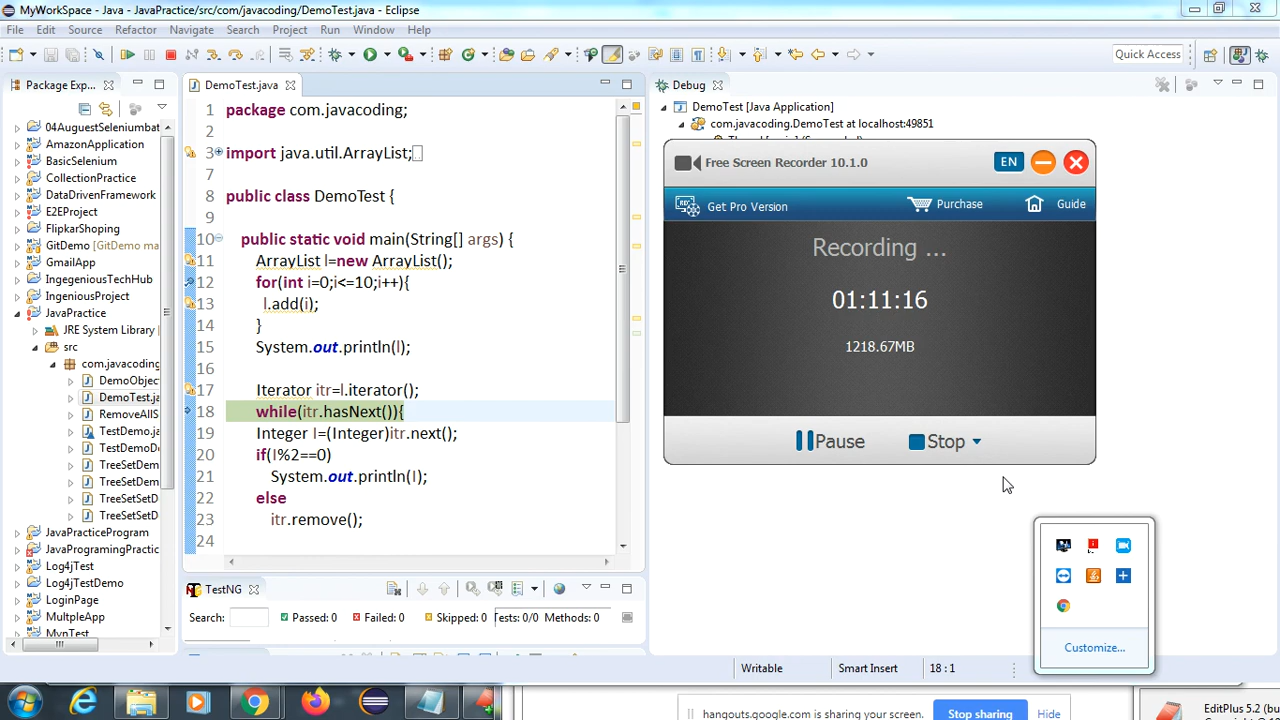 MyWorkSpace - Java - JavaPractice/src/com/javacoding/DemoTest.java - Eclipse
File Edit Source Refactor Navigate Search Project Run Window Help
Quick Access
Package Exp...
04AuguestSeleniumbat
AmazonApplication
BasicSelenium
CollectionPractice
DataDrivenFramework
E2EProject
FlipkarShoping
GitDemo [GitDemo ma
GmailApp
IngegeniousTechHub
IngeniousProject
JavaPractice
JRE System Library [
src
com.javacoding
DemoObjec
DemoTest.ja
RemoveAllS
TestDemo.ja
TestDemoDe
TreeSetDem
TreeSetDem
TreeSetDem
TreeSetSetD
JavaPracticeProgram
JavaProgramingPractic
Log4jTest
Log4jTestDemo
LoginPage
MultpleApp
MvnTest
DemoTest.java
1 package com.javacoding;
2
3 import java.util.ArrayList;
7
8 public class DemoTest {
9
10 public static void main(String[] args) {
11 ArrayList l=new ArrayList();
12 for(int i=0;i<=10;i++){
13 l.add(i);
14 }
15 System.out.println(l);
16
17 Iterator itr=l.iterator();
18 while(itr.hasNext()){
19 Integer I=(Integer)itr.next();
20 if(I%2==0)
21 System.out.println(I);
22 else
23 itr.remove();
24
TestNG
Search: Passed: 0 Failed: 0 Skipped: 0 Tests: 0/0 Methods: 0
Debug
DemoTest [Java Application]
com.javacoding.DemoTest at localhost:49851
Free Screen Recorder 10.1.0
EN
Get Pro Version Purchase Guide
Recording ...
01:11:16
1218.67MB
Pause Stop
Customize...
Writable Smart Insert 18 : 1
hangouts.google.com is sharing your screen. Stop sharing Hide
EditPlus 5.2 (bu